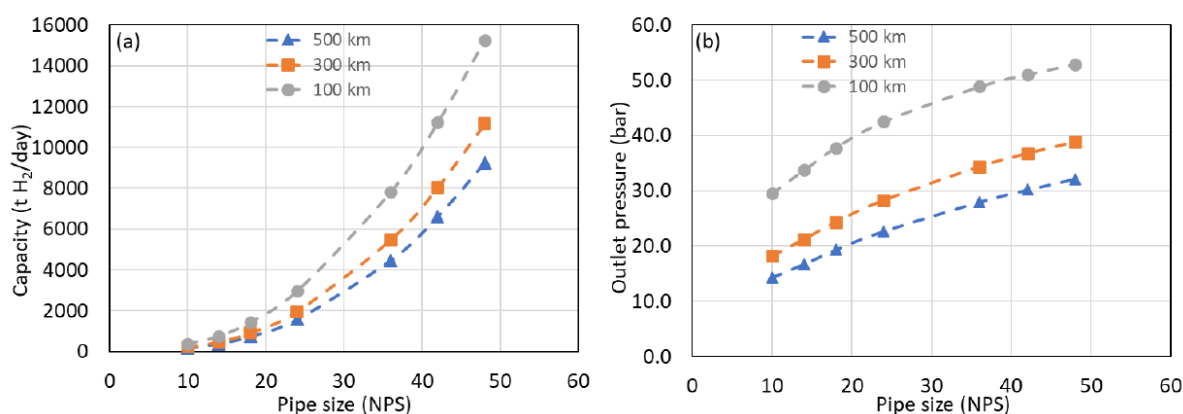 (a)
500 km
300 km
100 km
Capacity (t H₂/day)
16000
14000
12000
10000
8000
6000
4000
2000
0
0 10 20 30 40 50 60
Pipe size (NPS)
(b)
500 km
300 km
100 km
Outlet pressure (bar)
60.0
50.0
40.0
30.0
20.0
10.0
0.0
0 10 20 30 40 50 60
Pipe size (NPS)